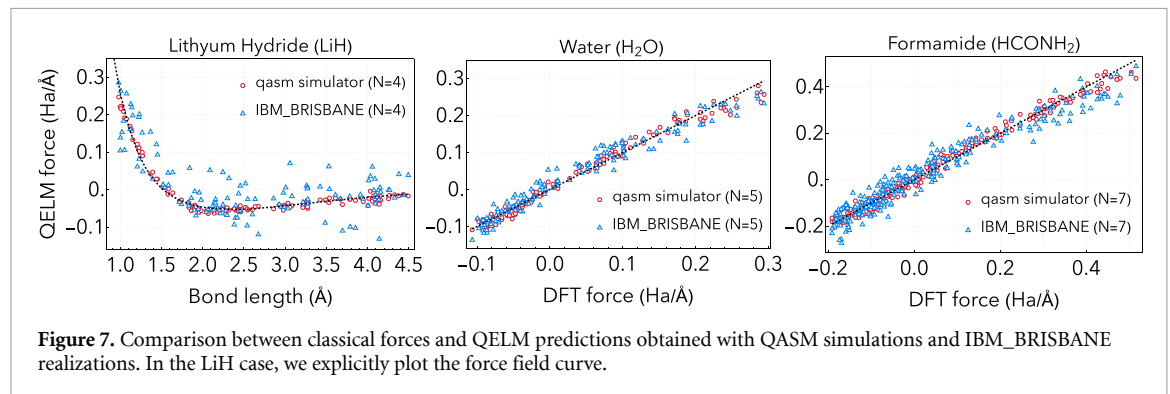 Lithyum Hydride (LiH)
QELM force (Ha/Å)
0.3
0.2
0.1
0
−0.1
qasm simulator (N=4)
IBM_BRISBANE (N=4)
1.0 1.5 2.0 2.5 3.0 3.5 4.0 4.5
Bond length (Å)
Water (H₂O)
0.3
0.2
0.1
0.0
−0.1
qasm simulator (N=5)
IBM_BRISBANE (N=5)
−0.1 0.0 0.1 0.2 0.3
DFT force (Ha/Å)
Formamide (HCONH₂)
0.4
0.2
0
−0.2
qasm simulator (N=7)
IBM_BRISBANE (N=7)
−0.2 0.0 0.2 0.4
DFT force (Ha/Å)
Figure 7. Comparison between classical forces and QELM predictions obtained with QASM simulations and IBM_BRISBANE
realizations. In the LiH case, we explicitly plot the force field curve.